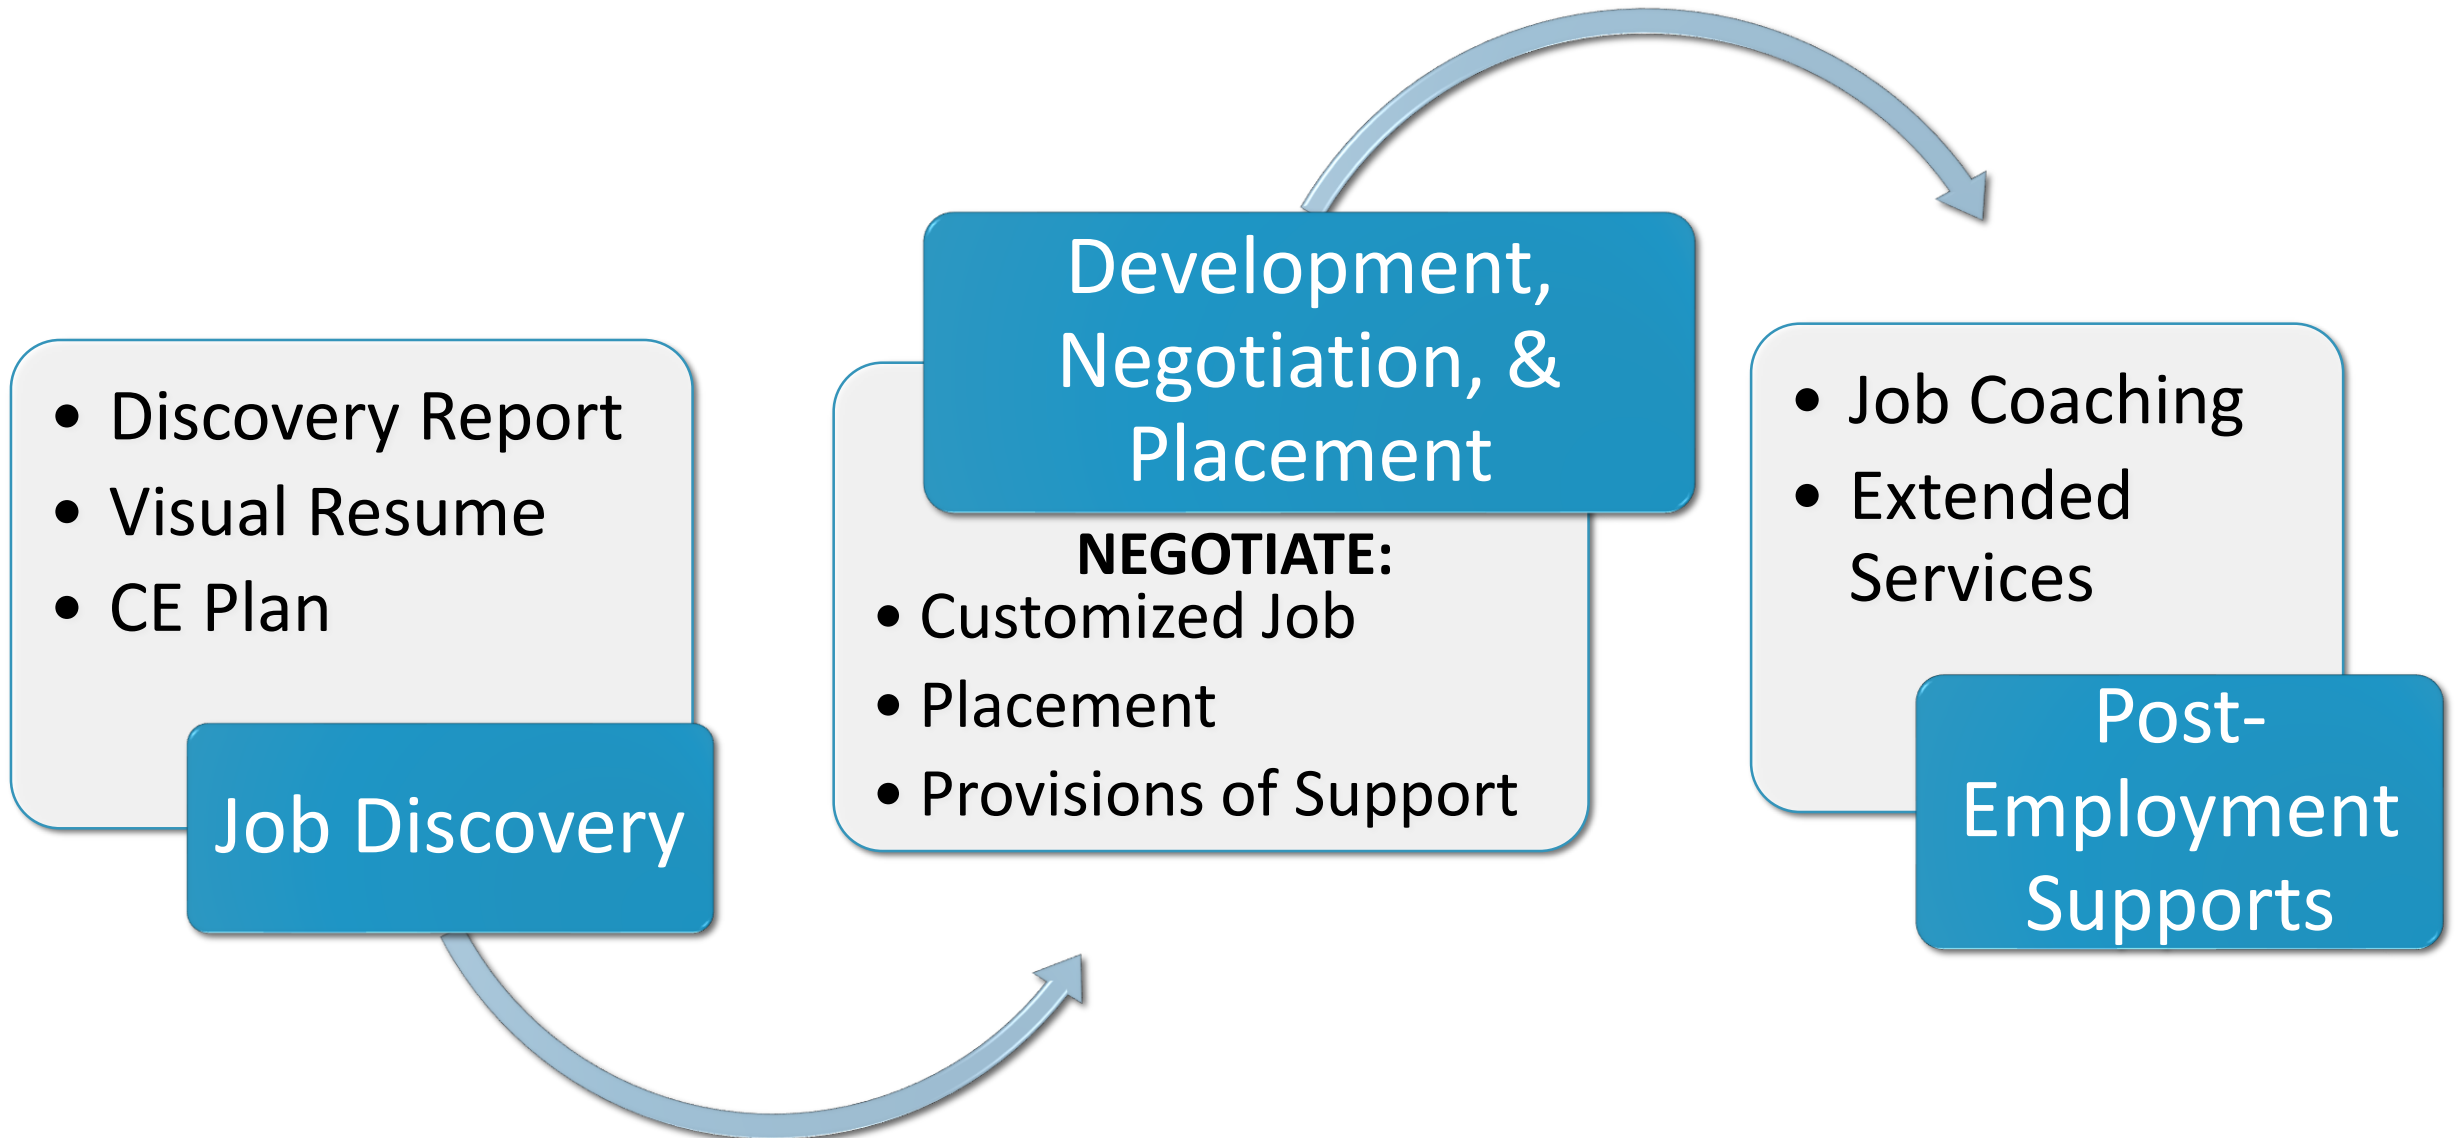 • Discovery Report
• Visual Resume
• CE Plan
Job Discovery
Development,
Negotiation, &
Placement
NEGOTIATE:
• Customized Job
• Placement
• Provisions of Support
• Job Coaching
• Extended
Services
Post-
Employment
Supports